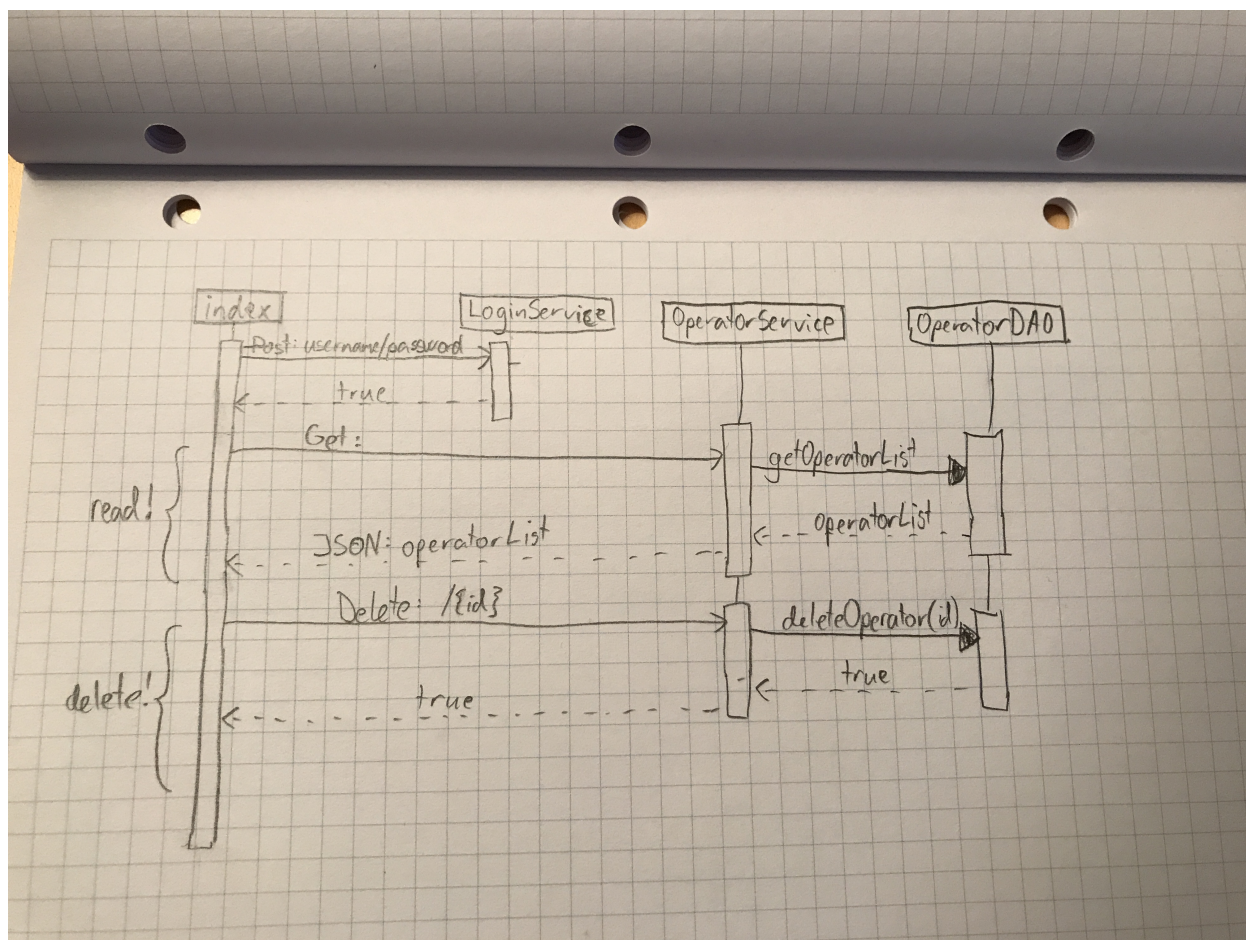 index
LoginService
OperatorService
OperatorDAO
Post: username/password
true
Get:
getOperatorList
read!
operatorList
JSON: operatorList
Delete: /{id}
deleteOperator(id)
delete!
true
true